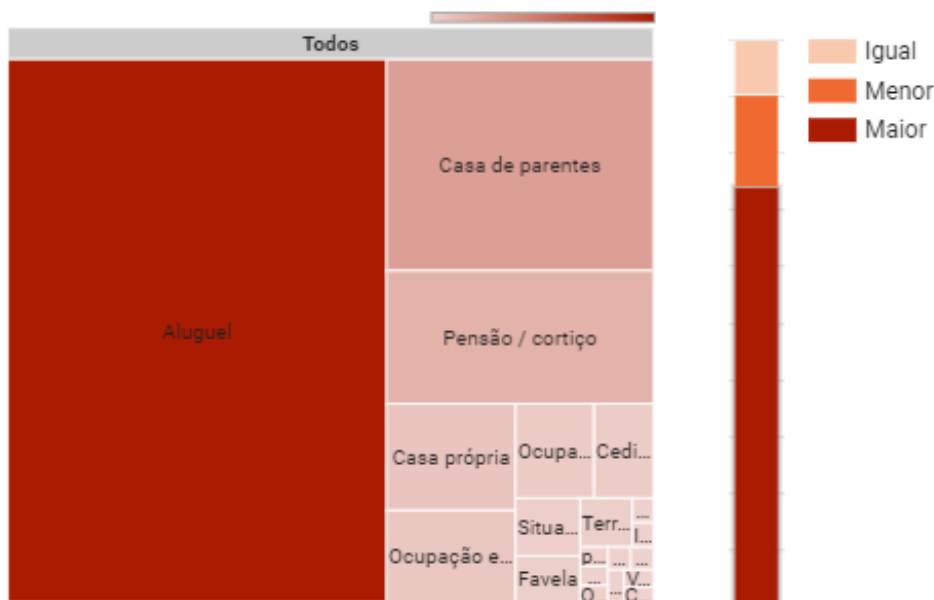 Todos
Aluguel
Casa de parentes
Pensão / cortiço
Casa própria
Ocupa...
Cedi...
Ocupação e...
Situa...
Terr...
...
I...
Favela
p...
...
...
...
V...
O...
...
C...
Igual
Menor
Maior